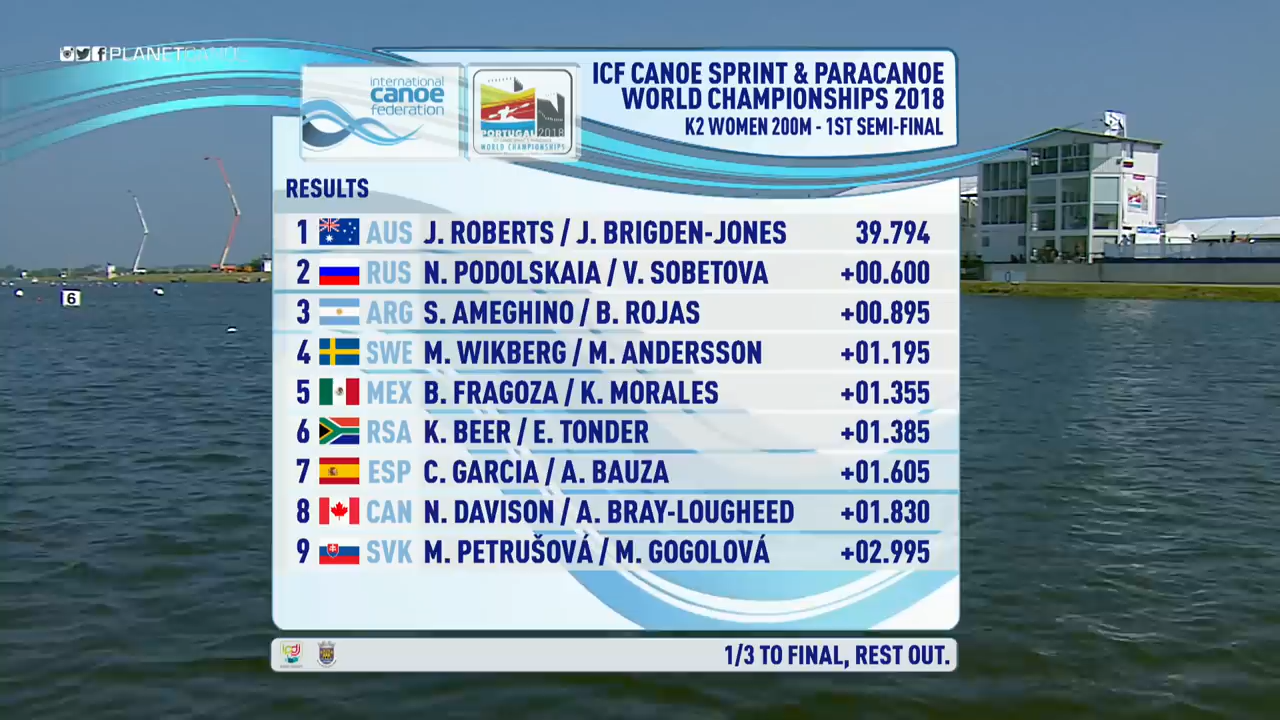 PLANETCANOE
international
canoe
federation
PORTUGAL 2018
WORLD CHAMPIONSHIPS
ICF CANOE SPRINT & PARACANOE
WORLD CHAMPIONSHIPS 2018
K2 WOMEN 200M - 1ST SEMI-FINAL
RESULTS
1 AUS J. ROBERTS / J. BRIGDEN-JONES 39.794
2 RUS N. PODOLSKAIA / V. SOBETOVA +00.600
3 ARG S. AMEGHINO / B. ROJAS +00.895
4 SWE M. WIKBERG / M. ANDERSSON +01.195
5 MEX B. FRAGOZA / K. MORALES +01.355
6 RSA K. BEER / E. TONDER +01.385
7 ESP C. GARCIA / A. BAUZA +01.605
8 CAN N. DAVISON / A. BRAY-LOUGHEED +01.830
9 SVK M. PETRUŠOVÁ / M. GOGOLOVÁ +02.995
6
1/3 TO FINAL, REST OUT.